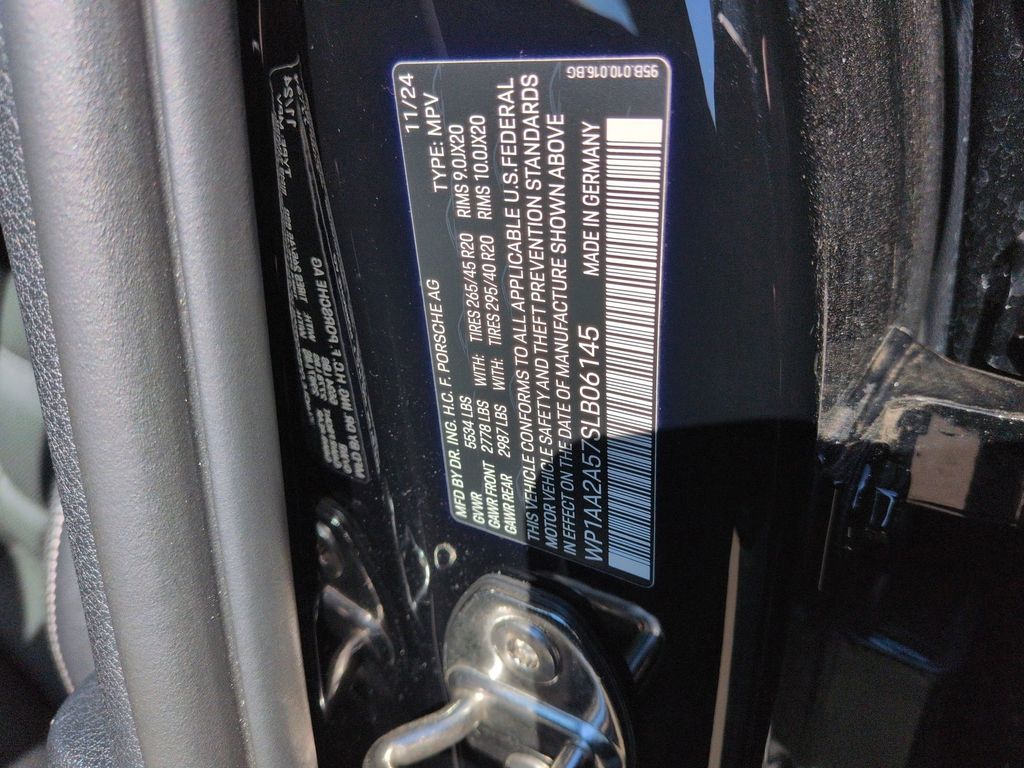 11/24
MFD BY DR. ING. H.C. F. PORSCHE AG TYPE: MPV
GVWR 5534 LBS WITH: TIRES 265/45 R20 RIMS 9.0JX20
GAWR FRONT 2778 LBS WITH: TIRES 295/40 R20 RIMS 10.0JX20
GAWR REAR 2987 LBS
THIS VEHICLE CONFORMS TO ALL APPLICABLE U.S. FEDERAL
MOTOR VEHICLE SAFETY AND THEFT PREVENTION STANDARDS
IN EFFECT ON THE DATE OF MANUFACTURE SHOWN ABOVE
WP1AA2A57SLB06145 MADE IN GERMANY
95B.010.016.BG